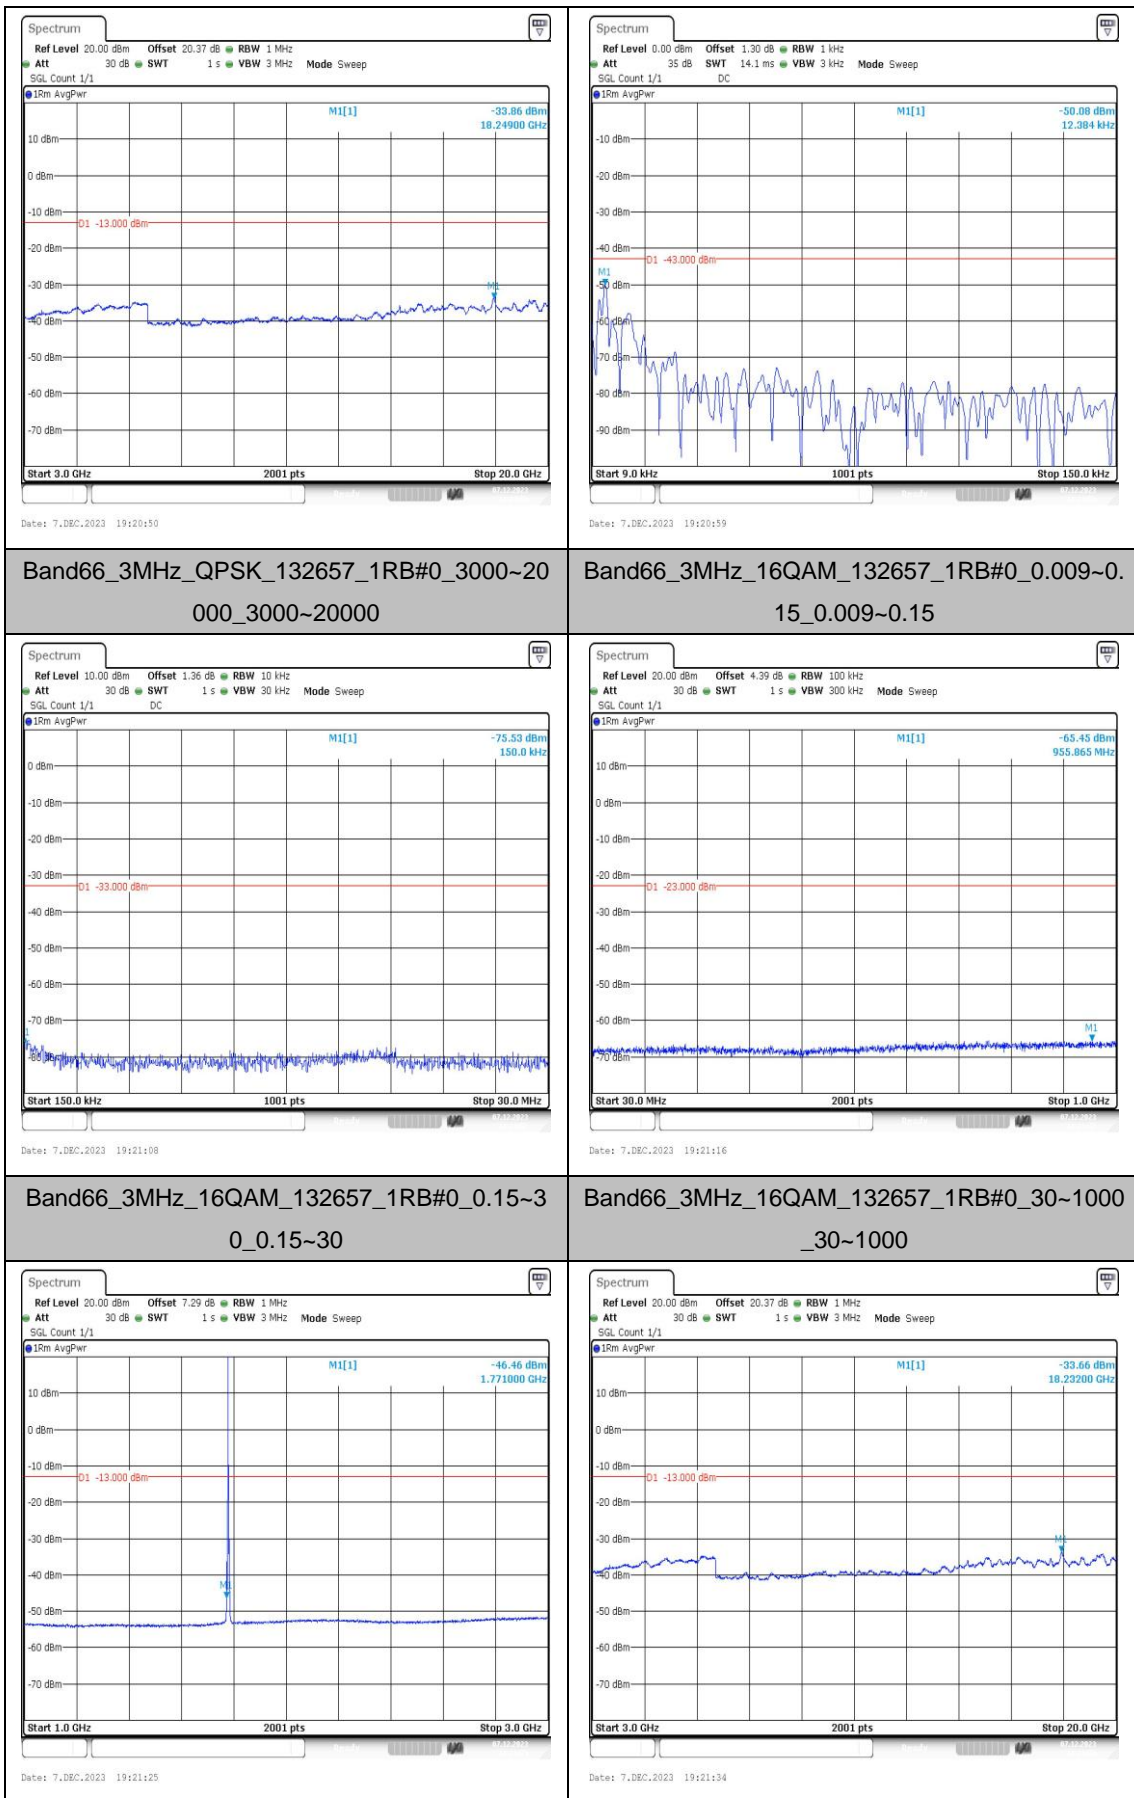 Spectrum
Ref Level 20.00 dBm Offset 20.37 dB RBW 1 MHz
Att 30 dB SWT 1 s VBW 3 MHz Mode Sweep
SGL Count 1/1
1Rm AvgPwr
M1[1] -33.86 dBm
18.24900 GHz
10 dBm
0 dBm
-10 dBm
D1 -13.000 dBm
-20 dBm
-30 dBm
M1
-40 dBm
-50 dBm
-60 dBm
-70 dBm
Start 3.0 GHz 2001 pts Stop 20.0 GHz
Date: 7.DEC.2023 19:20:50
Spectrum
Ref Level 0.00 dBm Offset 1.30 dB RBW 1 kHz
Att 35 dB SWT 14.1 ms VBW 3 kHz Mode Sweep
SGL Count 1/1 DC
1Rm AvgPwr
M1[1] -50.08 dBm
12.384 kHz
-10 dBm
-20 dBm
-30 dBm
-40 dBm
D1 -43.000 dBm
M1
-50 dBm
-60 dBm
-70 dBm
-80 dBm
-90 dBm
Start 9.0 kHz 1001 pts Stop 150.0 kHz
Date: 7.DEC.2023 19:20:59
Band66_3MHz_QPSK_132657_1RB#0_3000~20
000_3000~20000
Band66_3MHz_16QAM_132657_1RB#0_0.009~0.
15_0.009~0.15
Spectrum
Ref Level 10.00 dBm Offset 1.36 dB RBW 10 kHz
Att 30 dB SWT 1 s VBW 30 kHz Mode Sweep
SGL Count 1/1 DC
1Rm AvgPwr
M1[1] -75.53 dBm
150.0 kHz
0 dBm
-10 dBm
-20 dBm
-30 dBm
D1 -33.000 dBm
-40 dBm
-50 dBm
-60 dBm
-70 dBm
-80 dBm
Start 150.0 kHz 1001 pts Stop 30.0 MHz
Date: 7.DEC.2023 19:21:08
Spectrum
Ref Level 20.00 dBm Offset 4.39 dB RBW 100 kHz
Att 30 dB SWT 1 s VBW 300 kHz Mode Sweep
SGL Count 1/1
1Rm AvgPwr
M1[1] -65.45 dBm
955.865 MHz
10 dBm
0 dBm
-10 dBm
-20 dBm
D1 -23.000 dBm
-30 dBm
-40 dBm
-50 dBm
-60 dBm
M1
-70 dBm
Start 30.0 MHz 2001 pts Stop 1.0 GHz
Date: 7.DEC.2023 19:21:16
Band66_3MHz_16QAM_132657_1RB#0_0.15~3
0_0.15~30
Band66_3MHz_16QAM_132657_1RB#0_30~1000
_30~1000
Spectrum
Ref Level 20.00 dBm Offset 7.29 dB RBW 1 MHz
Att 30 dB SWT 1 s VBW 3 MHz Mode Sweep
SGL Count 1/1
1Rm AvgPwr
M1[1] -46.46 dBm
1.771000 GHz
10 dBm
0 dBm
-10 dBm
D1 -13.000 dBm
-20 dBm
-30 dBm
-40 dBm
M1
-50 dBm
-60 dBm
-70 dBm
Start 1.0 GHz 2001 pts Stop 3.0 GHz
Date: 7.DEC.2023 19:21:25
Spectrum
Ref Level 20.00 dBm Offset 20.37 dB RBW 1 MHz
Att 30 dB SWT 1 s VBW 3 MHz Mode Sweep
SGL Count 1/1
1Rm AvgPwr
M1[1] -33.66 dBm
18.23200 GHz
10 dBm
0 dBm
-10 dBm
D1 -13.000 dBm
-20 dBm
-30 dBm
M1
-40 dBm
-50 dBm
-60 dBm
-70 dBm
Start 3.0 GHz 2001 pts Stop 20.0 GHz
Date: 7.DEC.2023 19:21:34